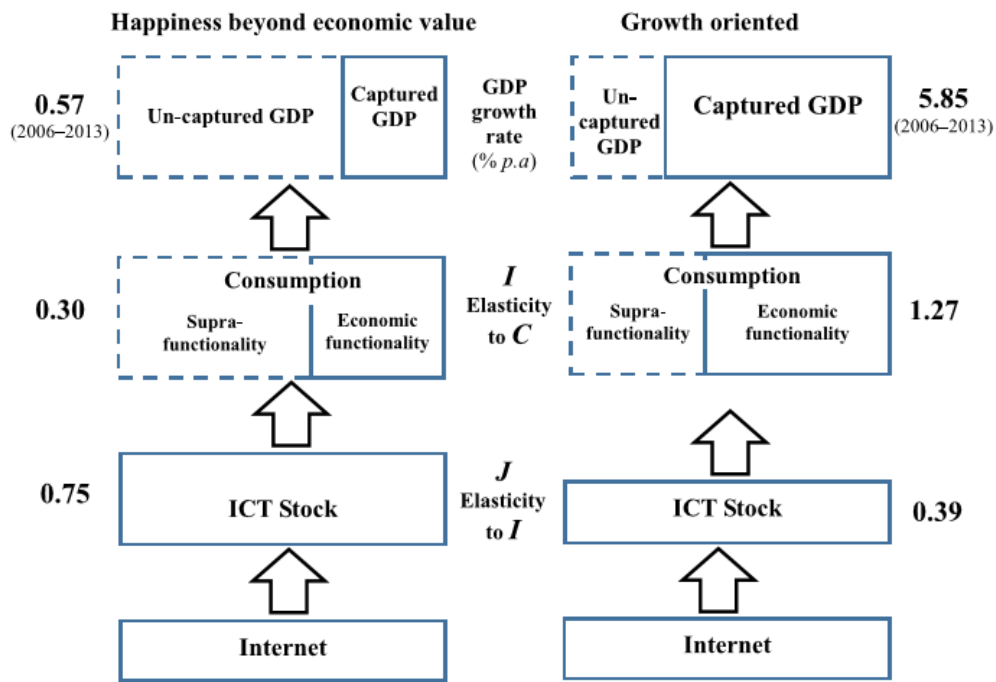 Happiness beyond economic value
Growth oriented
0.57
(2006–2013)
Un-captured GDP
Captured
GDP
GDP
growth
rate
(% p.a)
Un-
captured
GDP
Captured GDP
5.85
(2006–2013)
0.30
Consumption
Supra-
functionality
Economic
functionality
I
Elasticity
to C
Consumption
Supra-
functionality
Economic
functionality
1.27
0.75
ICT Stock
J
Elasticity
to I
ICT Stock
0.39
Internet
Internet